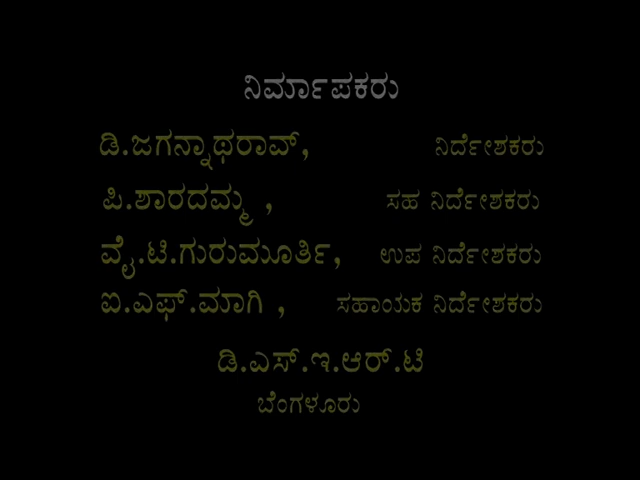 ನಿರ್ಮಾಪಕರು
ಡಿ.ಜಗನ್ನಾಥರಾವ್, ನಿರ್ದೇಶಕರು
ಪಿ.ಶಾರದಮ್ಮ , ಸಹ ನಿರ್ದೇಶಕರು
ವೈ.ಟಿ.ಗುರುಮೂರ್ತಿ, ಉಪ ನಿರ್ದೇಶಕರು
ಐ.ಎಫ್.ಮಾಗಿ , ಸಹಾಯಕ ನಿರ್ದೇಶಕರು
ಡಿ.ಎಸ್.ಇ.ಆರ್.ಟಿ
ಬೆಂಗಳೂರು